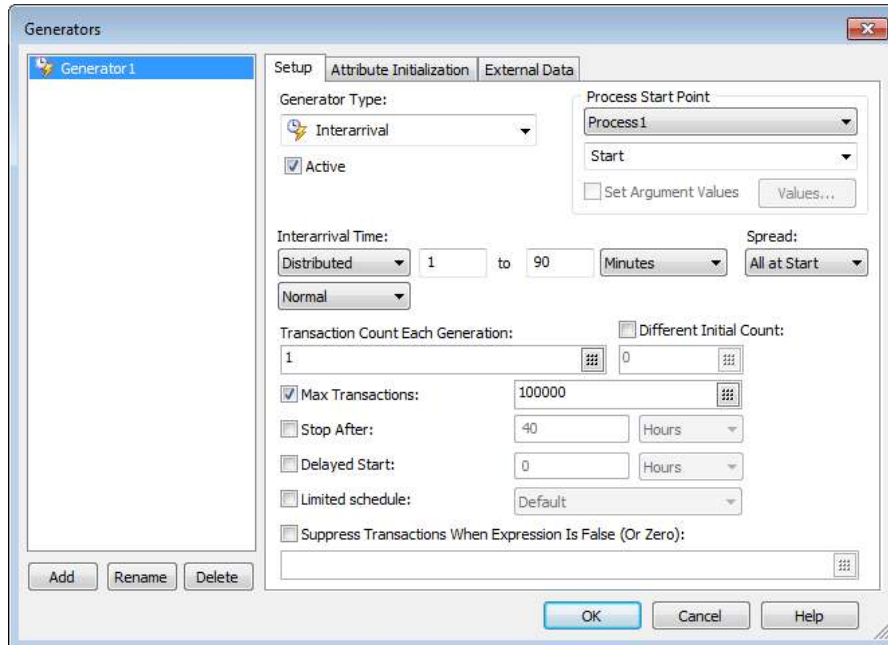 Generators
Generator1
Setup Attribute Initialization External Data
Generator Type:
Process Start Point
Interarrival
Process1
Active
Start
Set Argument Values Values...
Interarrival Time:
Spread:
Distributed 1 to 90 Minutes All at Start
Normal
Transaction Count Each Generation:
Different Initial Count:
1 0
Max Transactions: 100000
Stop After: 40 Hours
Delayed Start: 0 Hours
Limited schedule: Default
Suppress Transactions When Expression Is False (Or Zero):
Add Rename Delete
OK Cancel Help